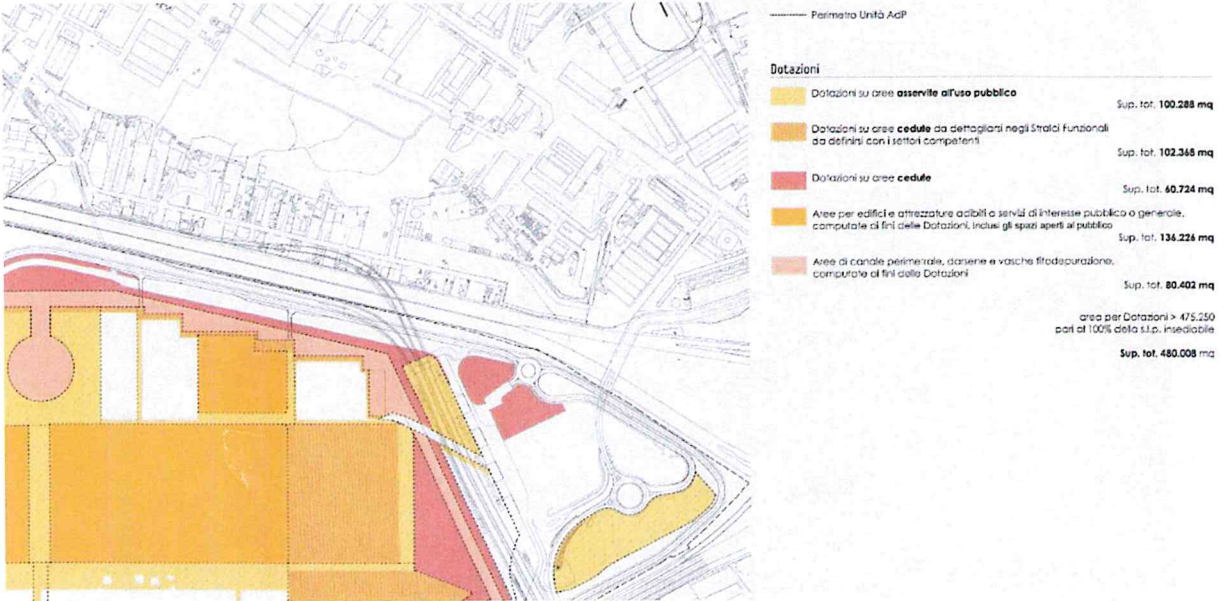 Perimetro Unità AdP
Dotazioni
Dotazioni su aree asservite all'uso pubblico
Sup. tot. 100.288 mq
Dotazioni su aree cedute da dettagliarsi negli Stralci Funzionali
da definirsi con i settori competenti
Sup. tot. 102.368 mq
Dotazioni su aree cedute
Sup. tot. 60.724 mq
Aree per edifici e attrezzature adibiti a servizi di interesse pubblico o generale,
computate ai fini delle Dotazioni, inclusi gli spazi aperti al pubblico
Sup. tot. 136.226 mq
Aree di canale perimetrale, darsene e vasche fitodepurazione,
computate ai fini delle Dotazioni
Sup. tot. 80.402 mq
area per Dotazioni > 475.250
pari al 100% della s.l.p. insediabile
Sup. tot. 480.008 mq